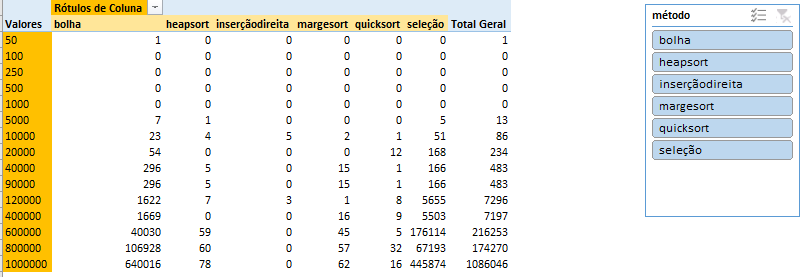 Rótulos de Coluna
Valores bolha heapsort inserçãodireita margesort quicksort seleção Total Geral
50 1 0 0 0 0 0 1
100 0 0 0 0 0 0 0
250 0 0 0 0 0 0 0
500 0 0 0 0 0 0 0
1000 0 0 0 0 0 0 0
5000 7 1 0 0 0 5 13
10000 23 4 5 2 1 51 86
20000 54 0 0 0 12 168 234
40000 296 5 0 15 1 166 483
90000 296 5 0 15 1 166 483
120000 1622 7 3 1 8 5655 7296
400000 1669 0 0 16 9 5503 7197
600000 40030 59 0 45 5 176114 216253
800000 106928 60 0 57 32 67193 174270
1000000 640016 78 0 62 16 445874 1086046
método
bolha
heapsort
inserçãodireita
margesort
quicksort
seleção